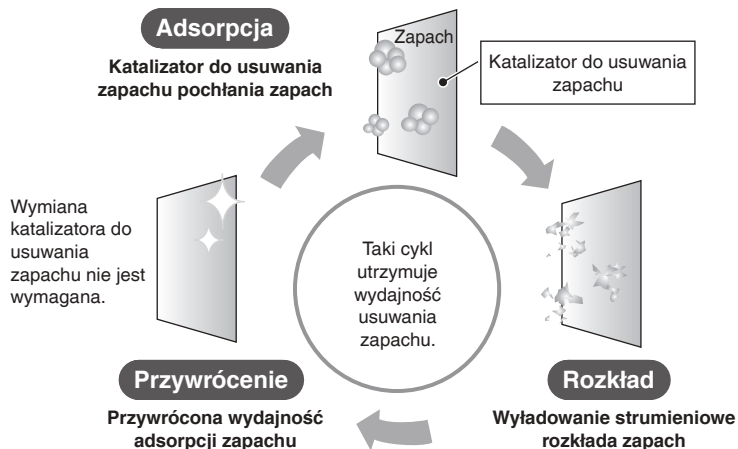 Adsorpcja
Katalizator do usuwania
zapachu pochłania zapach
Zapach
Katalizator do usuwania
zapachu
Wymiana
katalizatora do
usuwania
zapachu nie jest
wymagana.
Taki cykl
utrzymuje
wydajność
usuwania
zapachu.
Przywrócenie
Przywrócona wydajność
adsorpcji zapachu
Rozkład
Wyładowanie strumieniowe
rozkłada zapach